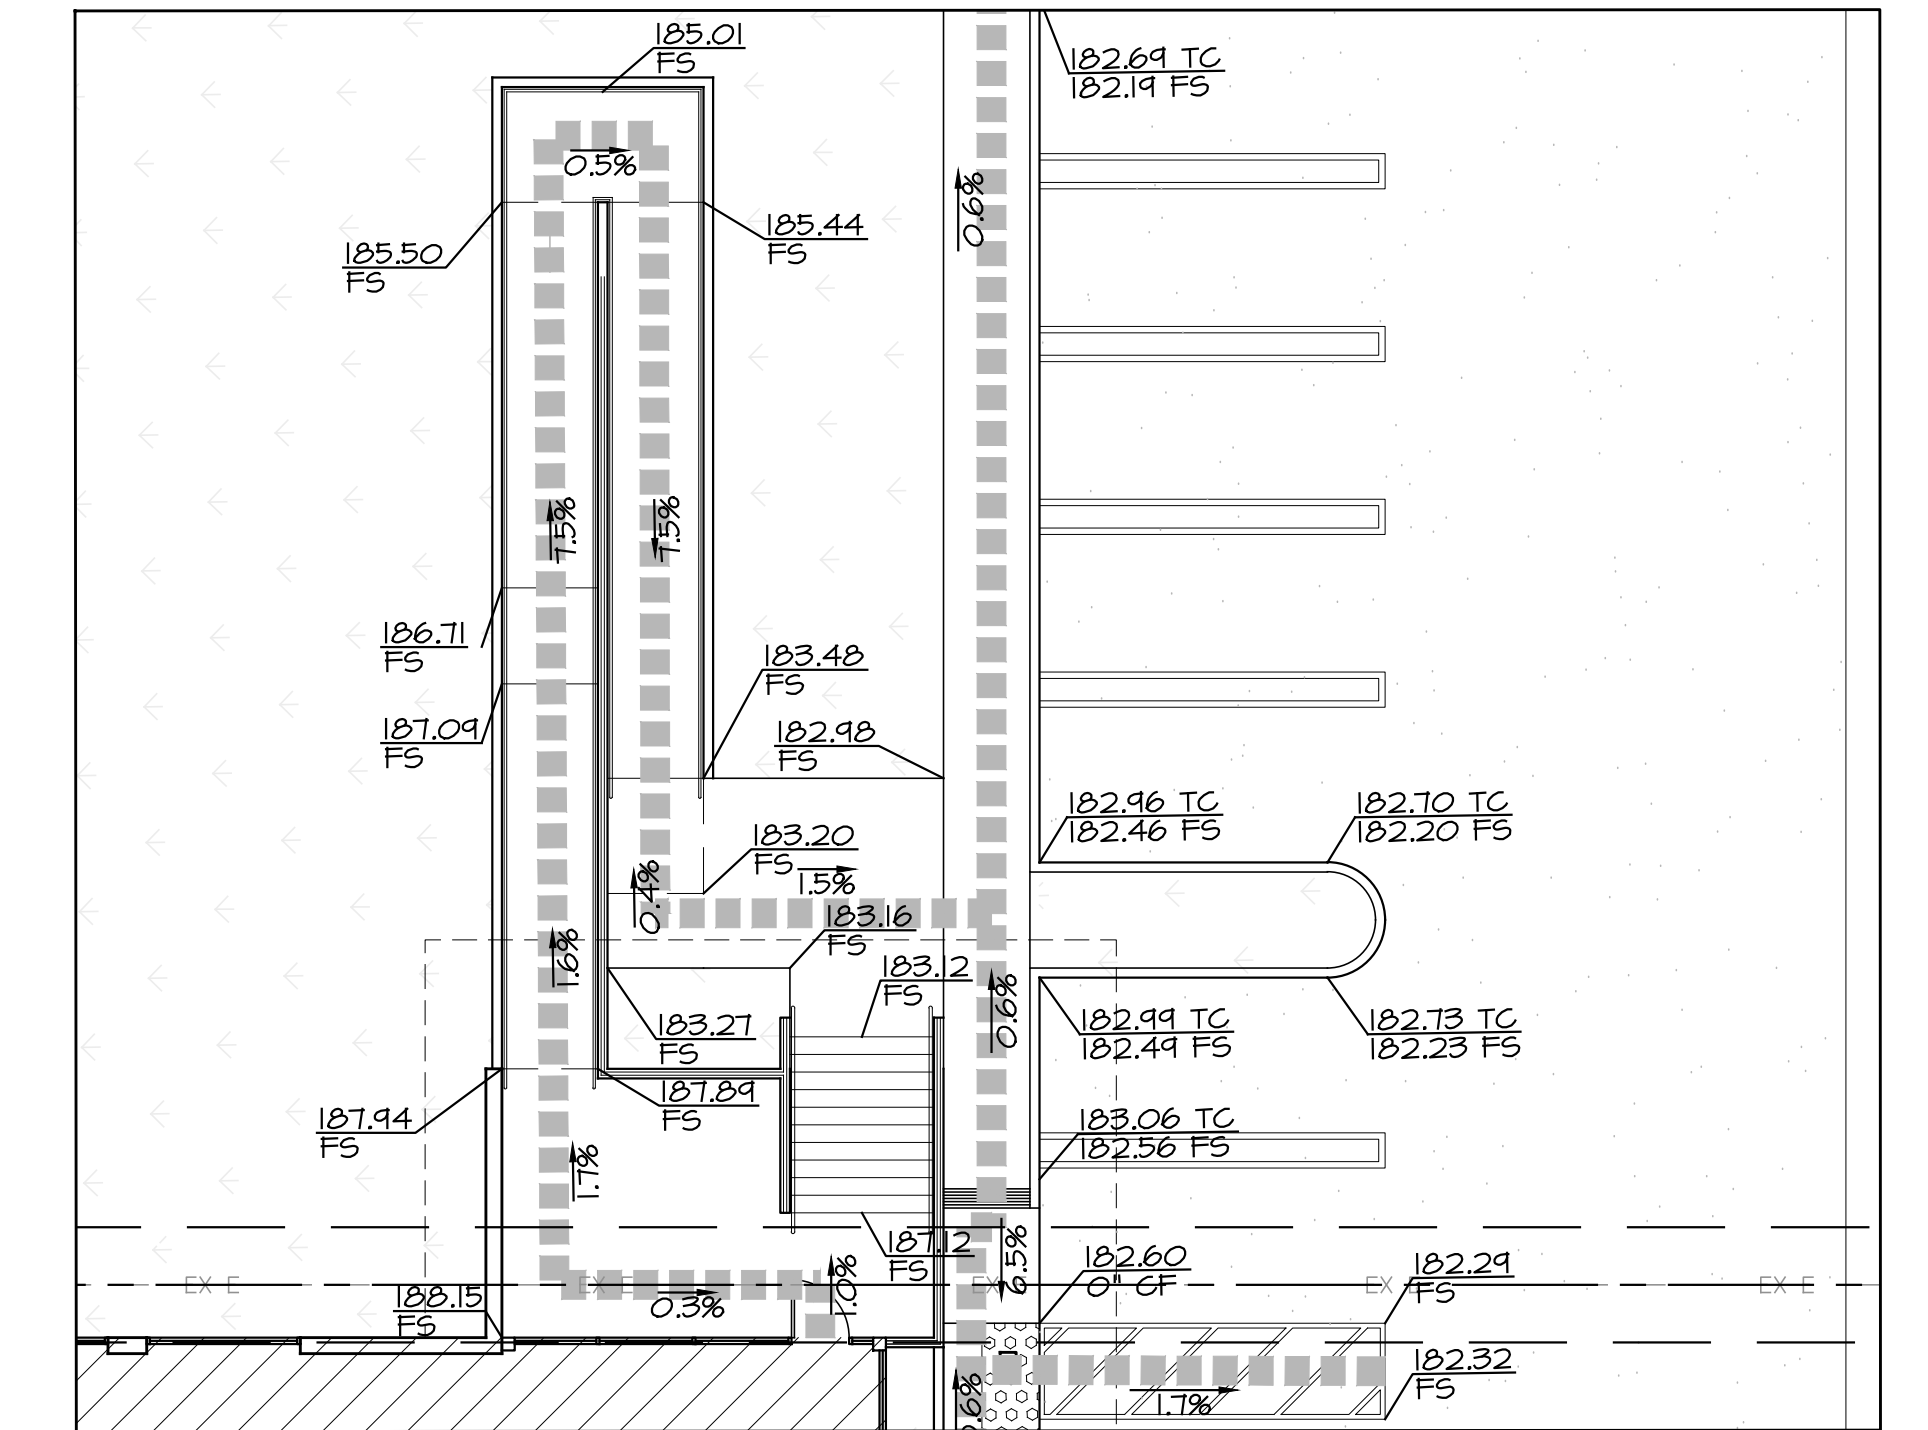 185.01
FS
182.69 TC
182.19 FS
0.5%
0.6%
185.44
FS
185.50
FS
7.5%
7.5%
186.71
FS
183.48
FS
187.09
FS
182.98
FS
182.96 TC
182.46 FS
182.70 TC
182.20 FS
183.20
FS
1.5%
0.4%
183.16
FS
1.6%
183.12
FS
0.6%
183.27
FS
182.99 TC
182.49 FS
182.73 TC
182.23 FS
187.89
FS
187.94
FS
183.06 TC
182.56 FS
1.7%
187.12
FS
6.5%
182.60
0" CF
182.29
FS
EX E
EX E
EX E
EX E
EX E
1.0%
0.3%
188.15
FS
182.32
FS
1.7%
0.6%